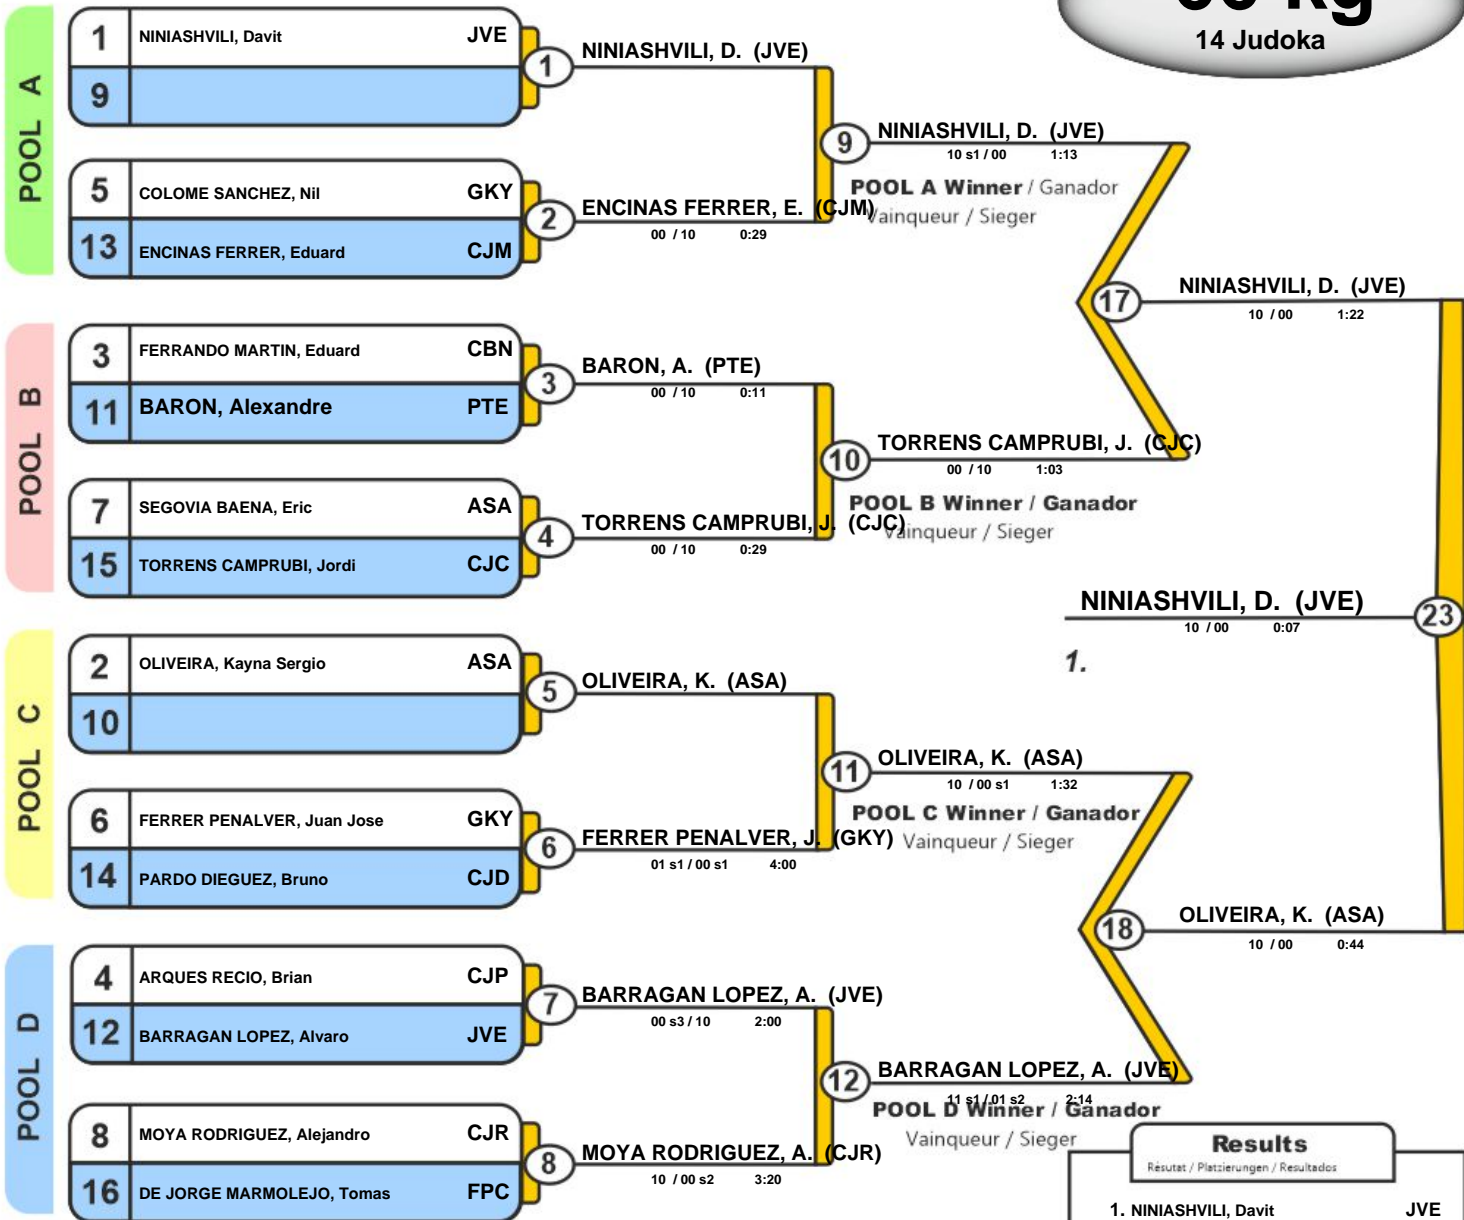 14 Judoka
POOL A
1 NINIASHVILI, Davit JVE
9
1 NINIASHVILI, D. (JVE)
5 COLOME SANCHEZ, Nil GKY
13 ENCINAS FERRER, Eduard CJM
2 ENCINAS FERRER, E. (CJM)
00 / 10 0:29
9 NINIASHVILI, D. (JVE)
10 s1 / 00 1:13
POOL A Winner / Ganador
Vainqueur / Sieger
POOL B
3 FERRANDO MARTIN, Eduard CBN
11 BARON, Alexandre PTE
3 BARON, A. (PTE)
00 / 10 0:11
7 SEGOVIA BAENA, Eric ASA
15 TORRENS CAMPRUBI, Jordi CJC
4 TORRENS CAMPRUBI, J. (CJC)
00 / 10 0:29
10 TORRENS CAMPRUBI, J. (CJC)
00 / 10 1:03
POOL B Winner / Ganador
Vainqueur / Sieger
17 NINIASHVILI, D. (JVE)
10 / 00 1:22
NINIASHVILI, D. (JVE) 23
10 / 00 0:07
1.
POOL C
2 OLIVEIRA, Kayna Sergio ASA
10
5 OLIVEIRA, K. (ASA)
6 FERRER PENALVER, Juan Jose GKY
14 PARDO DIEGUEZ, Bruno CJD
6 FERRER PENALVER, J. (GKY)
01 s1 / 00 s1 4:00
11 OLIVEIRA, K. (ASA)
10 / 00 s1 1:32
POOL C Winner / Ganador
Vainqueur / Sieger
POOL D
4 ARQUES RECIO, Brian CJP
12 BARRAGAN LOPEZ, Alvaro JVE
7 BARRAGAN LOPEZ, A. (JVE)
00 s3 / 10 2:00
8 MOYA RODRIGUEZ, Alejandro CJR
16 DE JORGE MARMOLEJO, Tomas FPC
8 MOYA RODRIGUEZ, A. (CJR)
10 / 00 s2 3:20
12 BARRAGAN LOPEZ, A. (JVE)
11 s1 / 01 s2 2:14
POOL D Winner / Ganador
Vainqueur / Sieger
18 OLIVEIRA, K. (ASA)
10 / 00 0:44
Results
Résutat / Platzierungen / Resultados
1. NINIASHVILI, Davit JVE